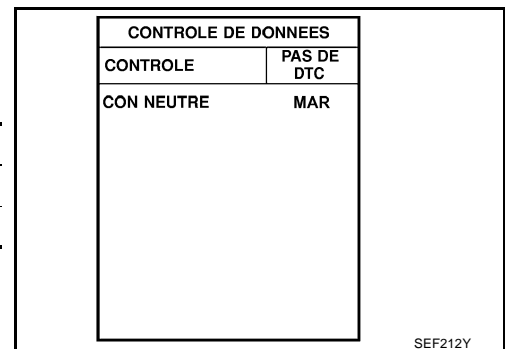 CONTROLE DE DONNEES
CONTROLE PAS DE DTC
CON NEUTRE MAR
SEF212Y